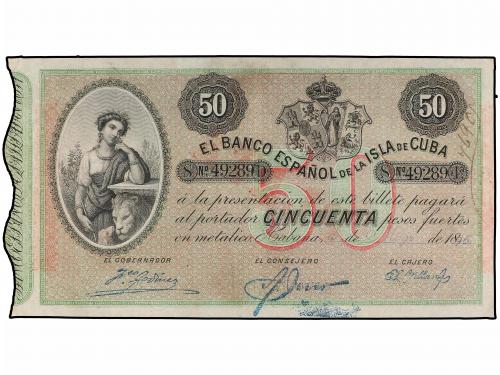 50 50
EL BANCO ESPAÑOL DE LA ISLA DE CUBA
S Nº 49289 S Nº 49289
50
á la presentacion de este billete pagará
al portador CINCUENTA pesos fuertes
en metalico. Habana, de de 18
EL GOBERNADOR EL CONSEJERO EL CAJERO